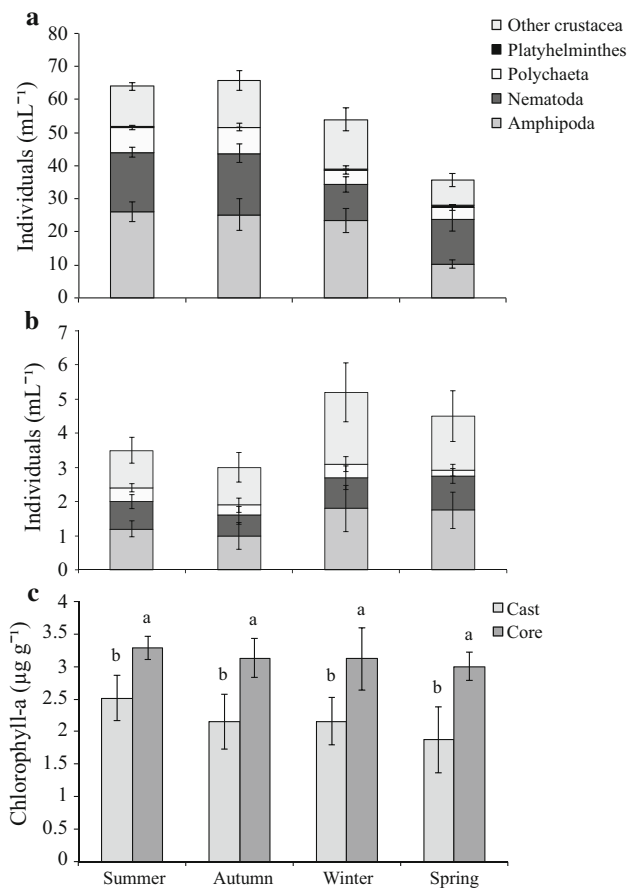 a
Other crustacea
Platyhelminthes
Polychaeta
Nematoda
Amphipoda
Individuals (mL⁻¹)
80
70
60
50
40
30
20
10
0
b
Individuals (mL⁻¹)
7
6
5
4
3
2
1
0
c
Cast
Core
Chlorophyll-a (µg g⁻¹)
4
3.5
3
2.5
2
1.5
1
0.5
0
b a b a b a b a
Summer Autumn Winter Spring